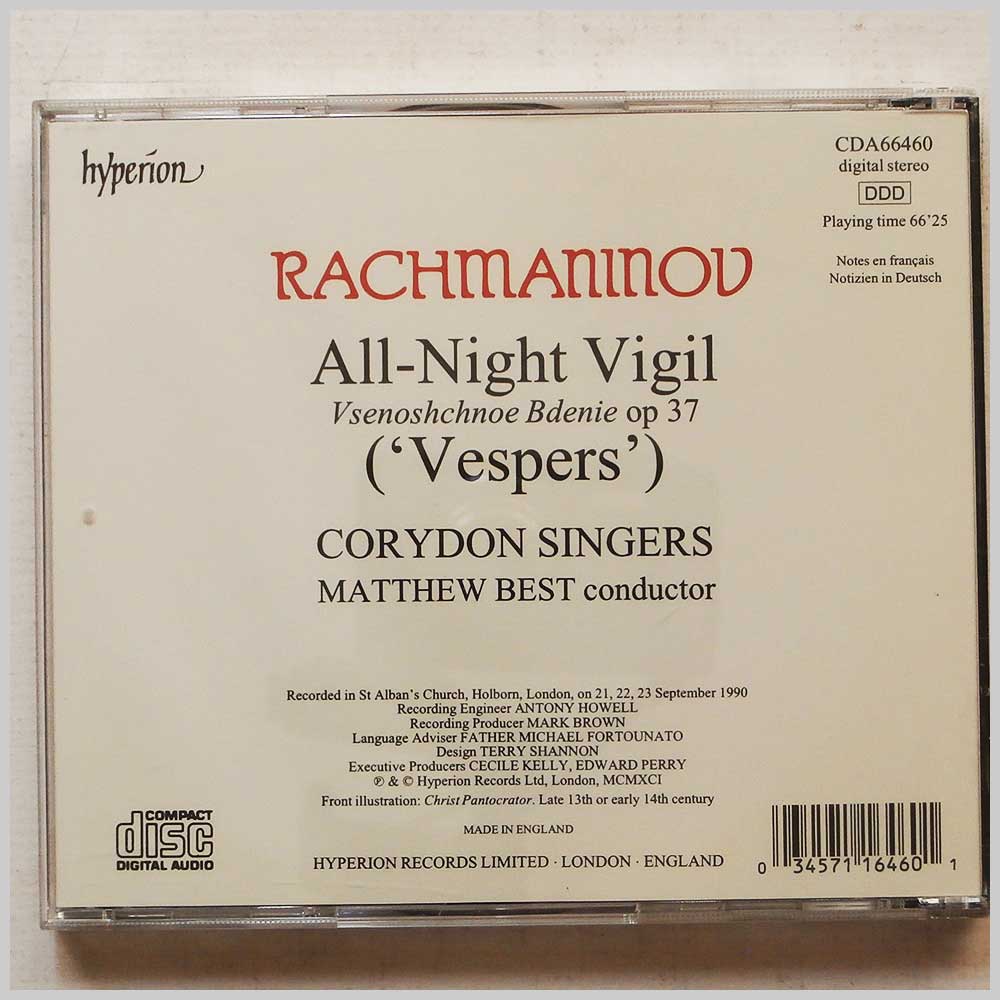 hyperion
CDA66460
digital stereo
DDD
Playing time 66'25
Notes en français
Notizien in Deutsch
RACHMANINOV
All-Night Vigil
Vsenoshchnoe Bdenie op 37
(‘Vespers’)
CORYDON SINGERS
MATTHEW BEST conductor
Recorded in St Alban's Church, Holborn, London, on 21, 22, 23 September 1990
Recording Engineer ANTONY HOWELL
Recording Producer MARK BROWN
Language Adviser FATHER MICHAEL FORTOUNATO
Design TERRY SHANNON
Executive Producers CECILE KELLY, EDWARD PERRY
℗ & © Hyperion Records Ltd, London, MCMXCI
Front illustration: Christ Pantocrator. Late 13th or early 14th century
MADE IN ENGLAND
HYPERION RECORDS LIMITED · LONDON · ENGLAND
COMPACT
disc
DIGITAL AUDIO
0 34571 16460 1